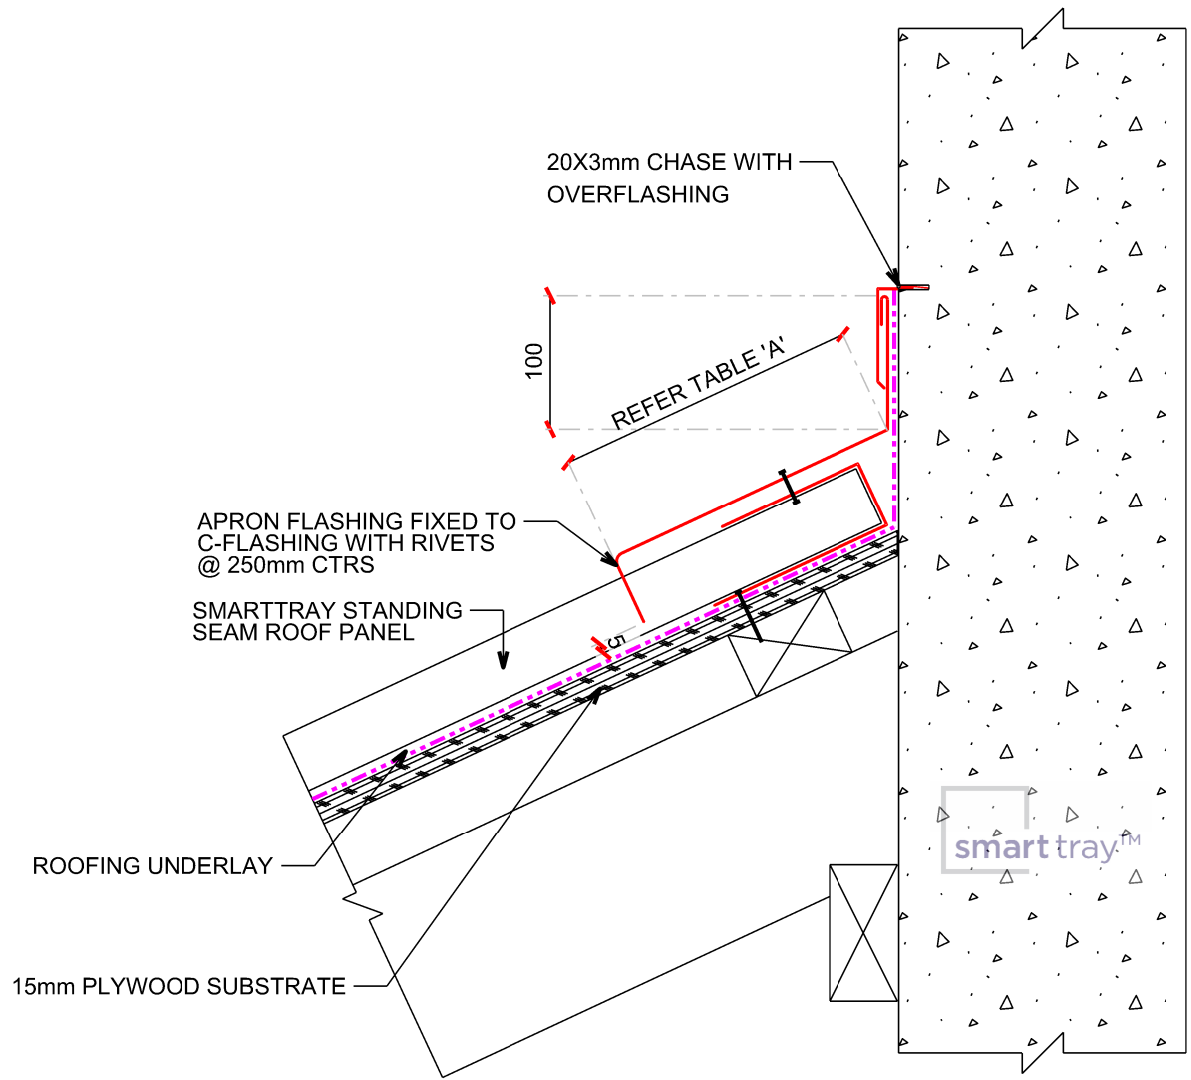 20X3mm CHASE WITH
OVERFLASHING
100
REFER TABLE 'A'
APRON FLASHING FIXED TO
C-FLASHING WITH RIVETS
@ 250mm CTRS
SMARTTRAY STANDING
SEAM ROOF PANEL
5
smart tray™
ROOFING UNDERLAY
15mm PLYWOOD SUBSTRATE